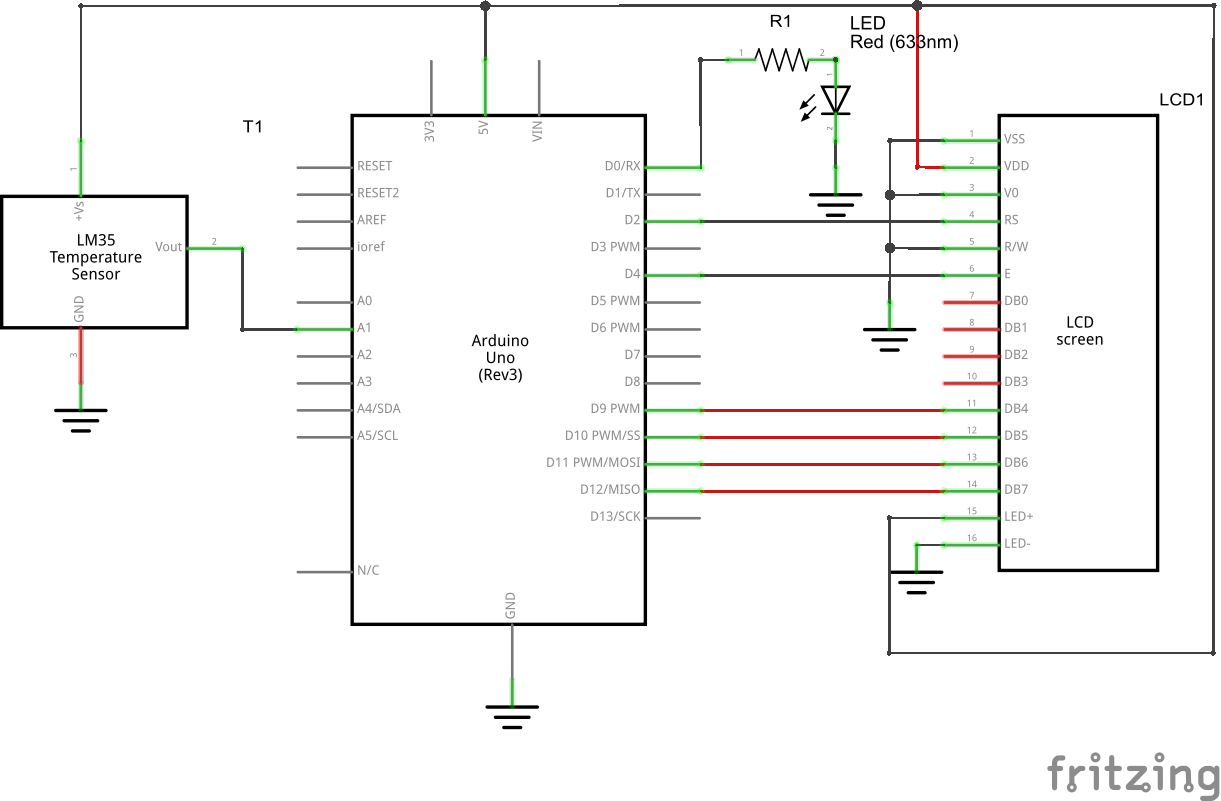 R1
LED
Red (633nm)
LCD1
T1
1
2
1
2
3V3
5V
VIN
1
+Vs
LM35
Temperature
Sensor
Vout
2
GND
3
RESET
RESET2
AREF
ioref
A0
A1
A2
A3
A4/SDA
A5/SCL
N/C
Arduino
Uno
(Rev3)
GND
D0/RX
D1/TX
D2
D3 PWM
D4
D5 PWM
D6 PWM
D7
D8
D9 PWM
D10 PWM/SS
D11 PWM/MOSI
D12/MISO
D13/SCK
1 VSS
2 VDD
3 V0
4 RS
5 R/W
6 E
7 DB0
8 DB1
9 DB2
10 DB3
11 DB4
12 DB5
13 DB6
14 DB7
15 LED+
16 LED-
LCD
screen
fritzing